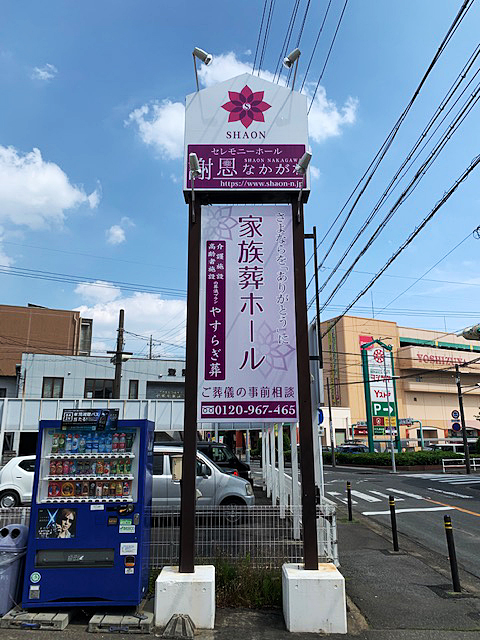 SHAON
セレモニーホール
SHAON NAKAGAWA
謝恩なかがわ
https://www.shaon-n.jp
さよならを「ありがとう」に
家族葬ホール
介護施設
高齢者施設
やすらぎ葬
ご葬儀の事前相談
0120-967-465
YOSHIZUYA
P